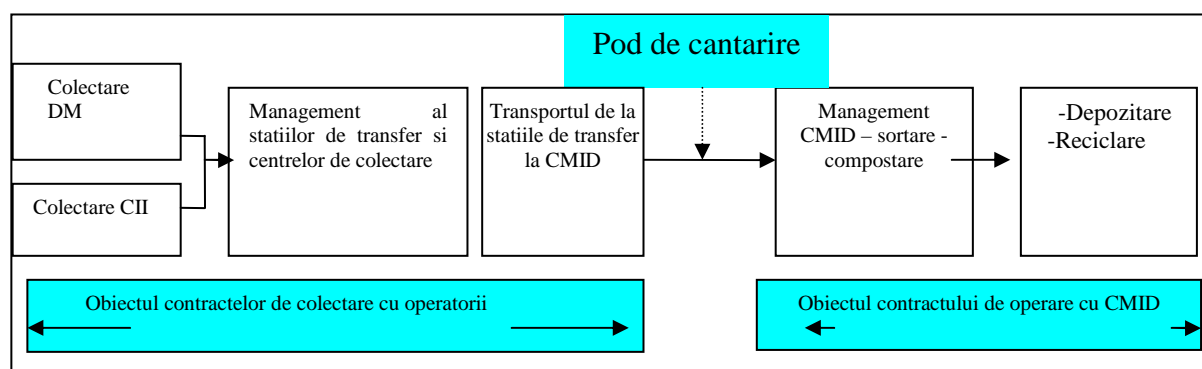 Pod de cantarire
Colectare
DM
Colectare CII
Management al
statiilor de transfer si
centrelor de colectare
Transportul de la
statiile de transfer
la CMID
Management
CMID – sortare -
compostare
-Depozitare
-Reciclare
Obiectul contractelor de colectare cu operatorii
Obiectul contractului de operare cu CMID